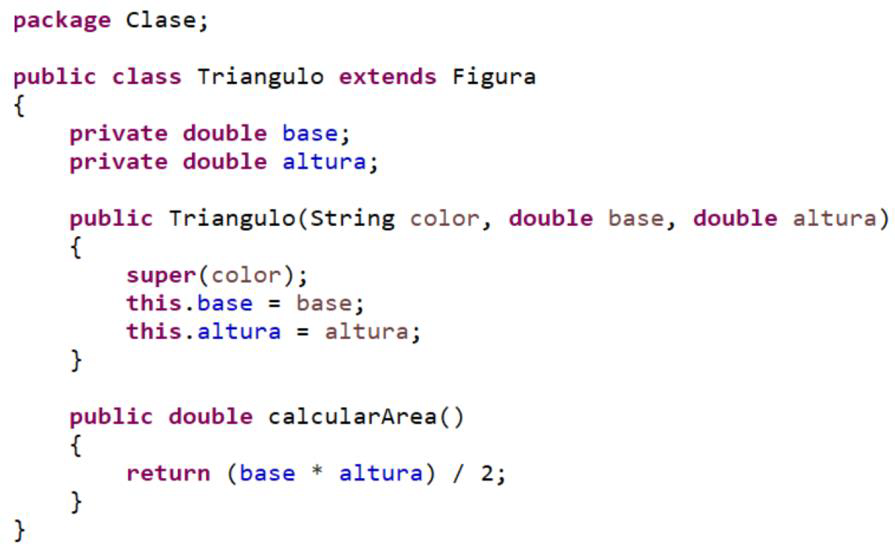 package Clase;

public class Triangulo extends Figura
{
    private double base;
    private double altura;

    public Triangulo(String color, double base, double altura)
    {
        super(color);
        this.base = base;
        this.altura = altura;
    }

    public double calcularArea()
    {
        return (base * altura) / 2;
    }
}